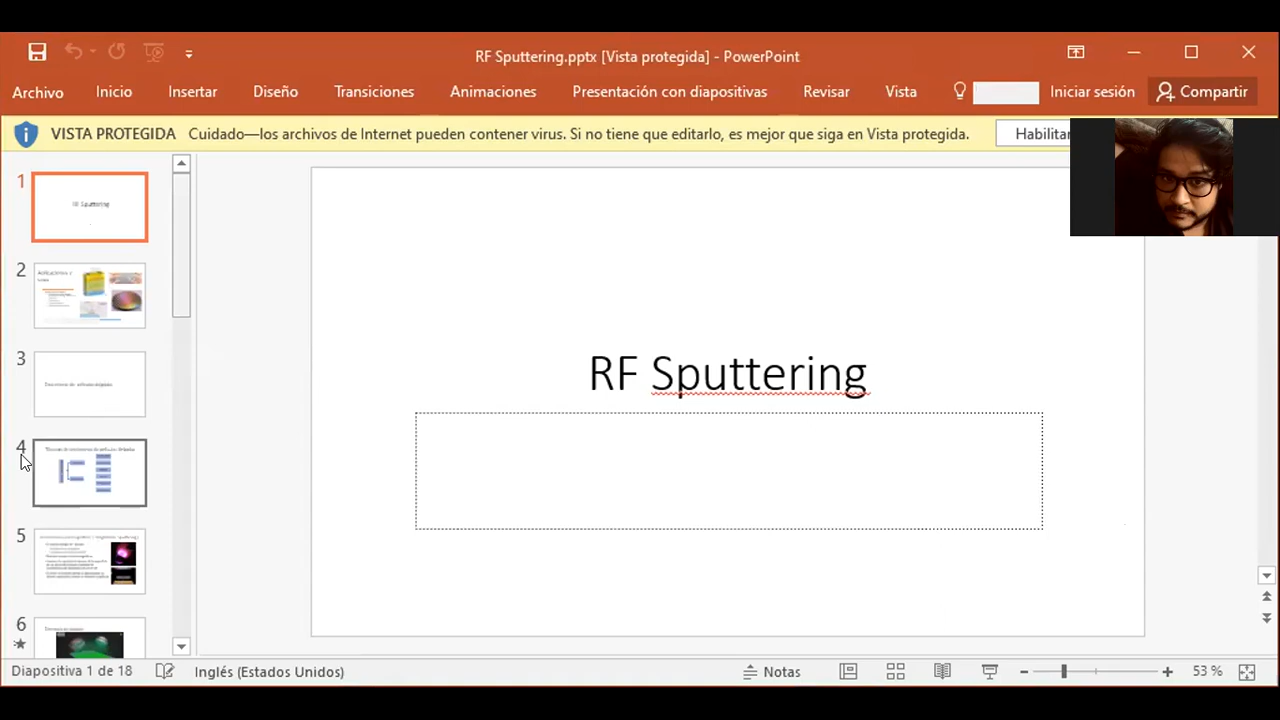 RF Sputtering.pptx [Vista protegida] - PowerPoint
Archivo Inicio Insertar Diseño Transiciones Animaciones Presentación con diapositivas Revisar Vista Iniciar sesión Compartir
VISTA PROTEGIDA Cuidado—los archivos de Internet pueden contener virus. Si no tiene que editarlo, es mejor que siga en Vista protegida. Habilitar
1
RF Sputtering
2
3
4
5
6
RF Sputtering
Diapositiva 1 de 18 Inglés (Estados Unidos) Notas 53 %